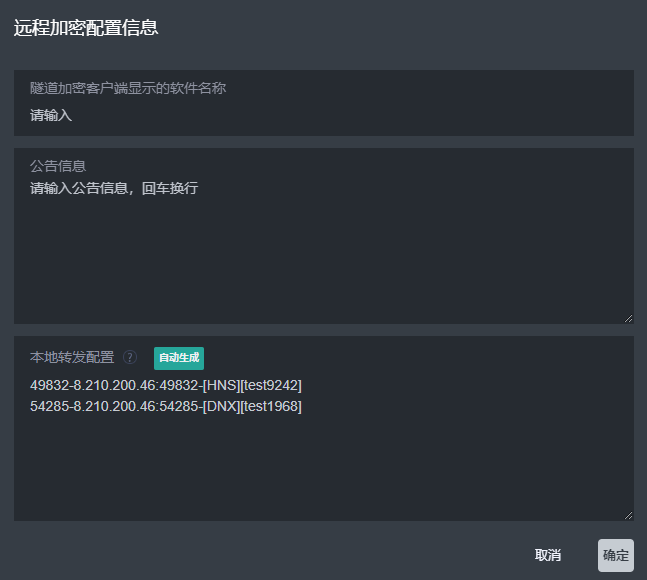 远程加密配置信息
隧道加密客户端显示的软件名称
请输入
公告信息
请输入公告信息，回车换行
本地转发配置 ? 自动生成
49832-8.210.200.46:49832-[HNS][test9242]
54285-8.210.200.46:54285-[DNX][test1968]
取消 确定